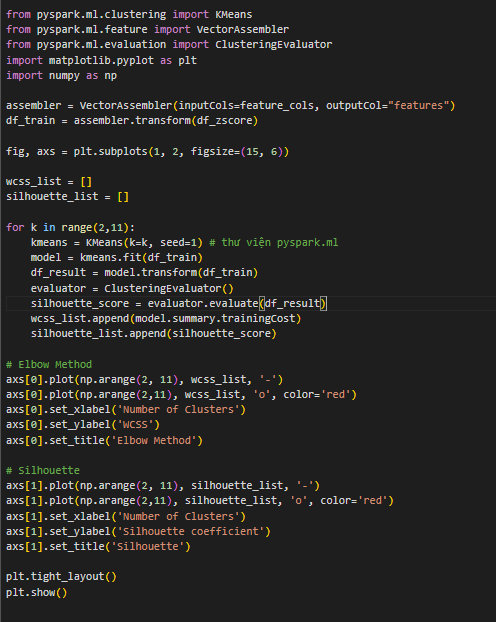 from pyspark.ml.clustering import KMeans
from pyspark.ml.feature import VectorAssembler
from pyspark.ml.evaluation import ClusteringEvaluator
import matplotlib.pyplot as plt
import numpy as np

assembler = VectorAssembler(inputCols=feature_cols, outputCol="features")
df_train = assembler.transform(df_zscore)

fig, axs = plt.subplots(1, 2, figsize=(15, 6))

wcss_list = []
silhouette_list = []

for k in range(2,11):
    kmeans = KMeans(k=k, seed=1) # thư viện pyspark.ml
    model = kmeans.fit(df_train)
    df_result = model.transform(df_train)
    evaluator = ClusteringEvaluator()
    silhouette_score = evaluator.evaluate(df_result)
    wcss_list.append(model.summary.trainingCost)
    silhouette_list.append(silhouette_score)

# Elbow Method
axs[0].plot(np.arange(2, 11), wcss_list, '-')
axs[0].plot(np.arange(2,11), wcss_list, 'o', color='red')
axs[0].set_xlabel('Number of Clusters')
axs[0].set_ylabel('WCSS')
axs[0].set_title('Elbow Method')

# Silhouette
axs[1].plot(np.arange(2, 11), silhouette_list, '-')
axs[1].plot(np.arange(2,11), silhouette_list, 'o', color='red')
axs[1].set_xlabel('Number of Clusters')
axs[1].set_ylabel('Silhouette coefficient')
axs[1].set_title('Silhouette')

plt.tight_layout()
plt.show()